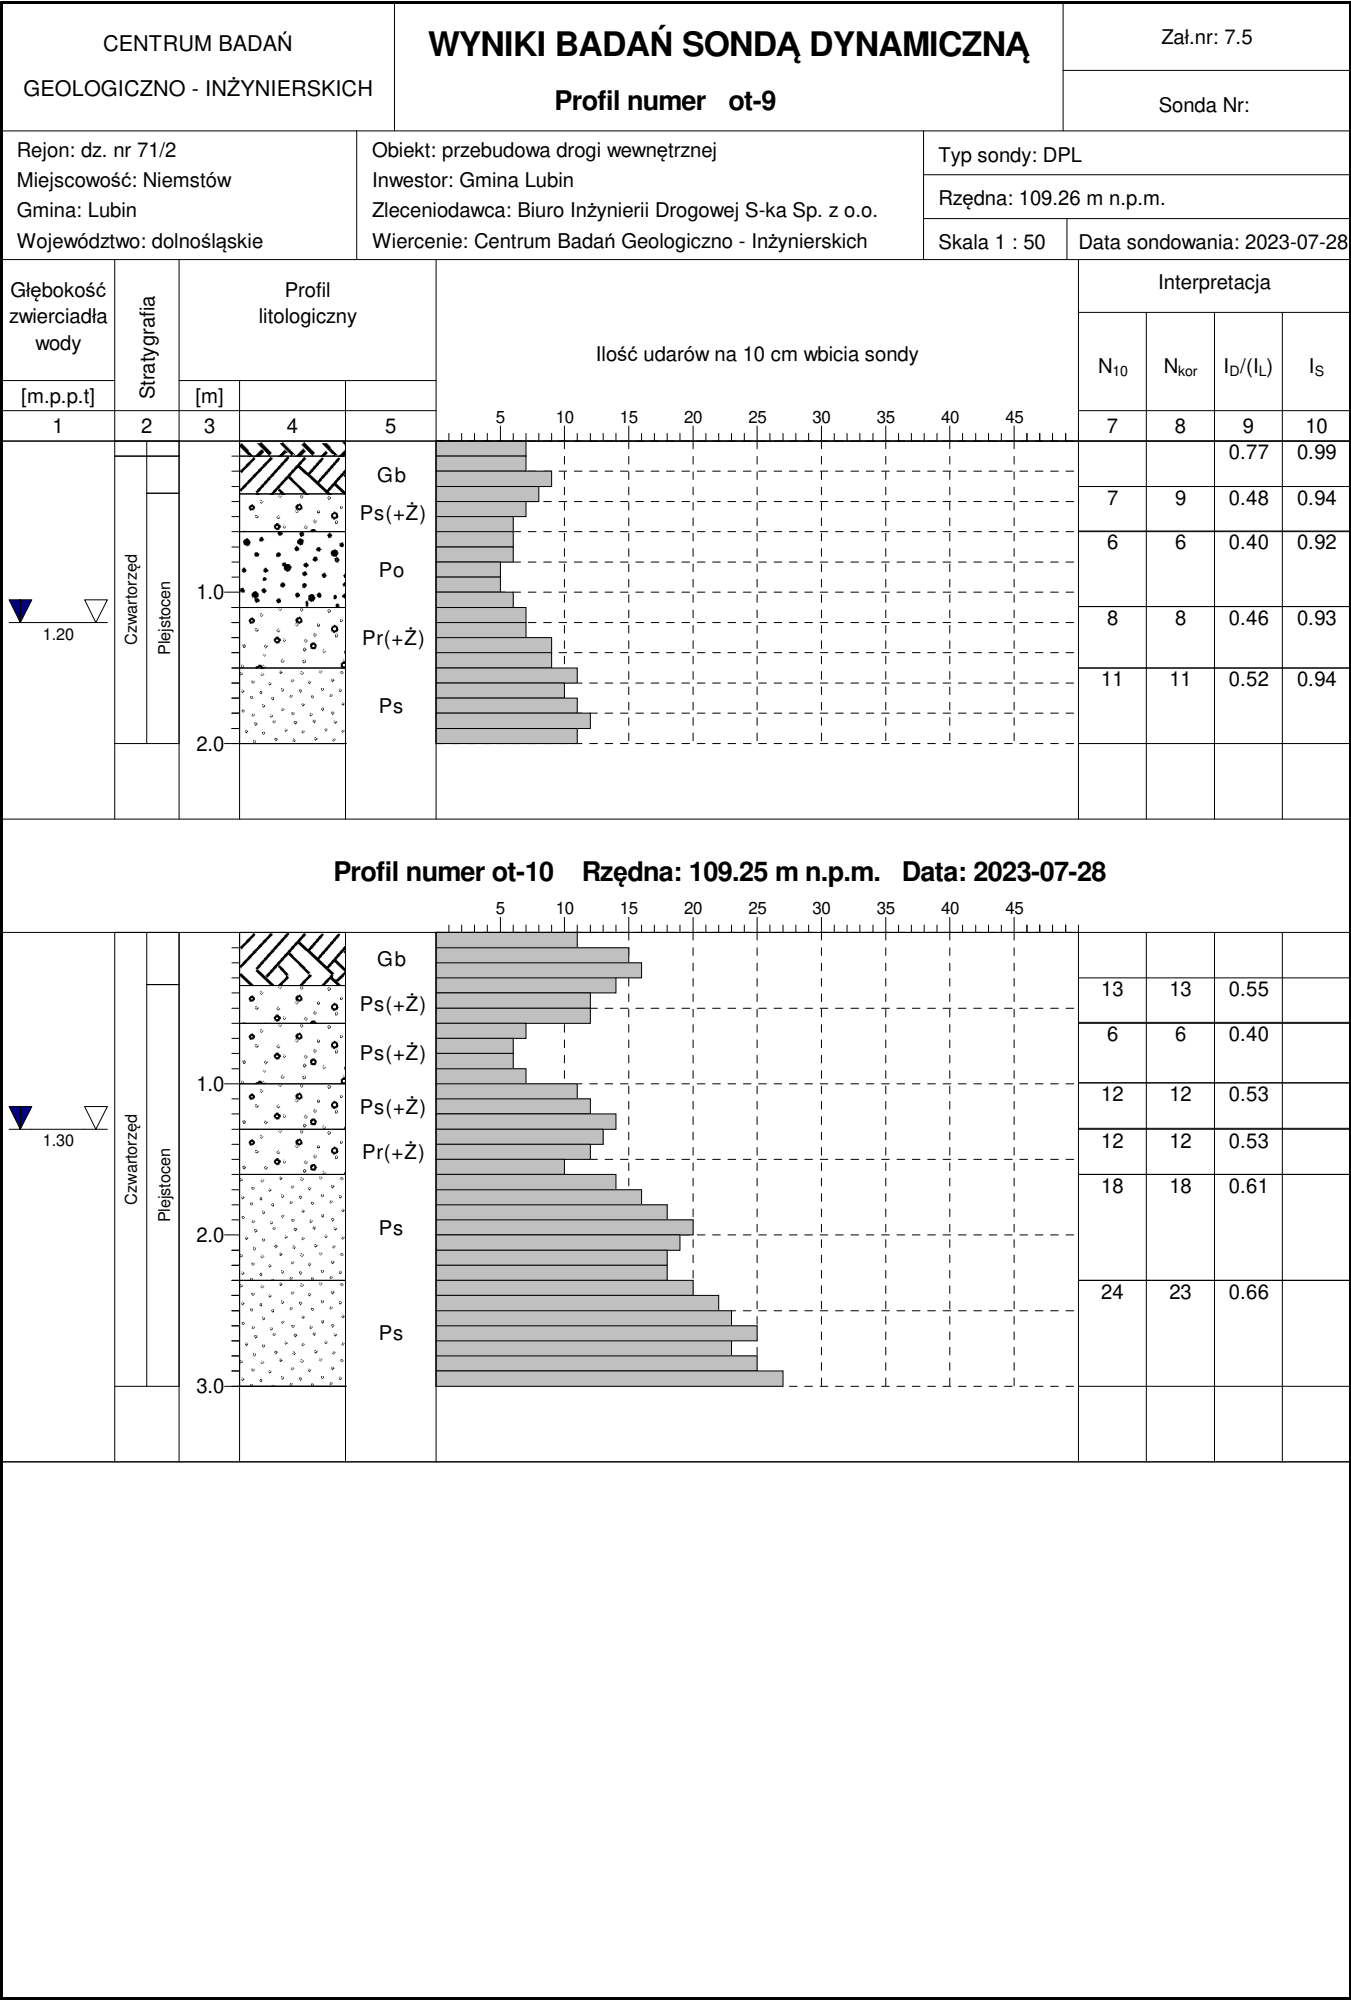 CENTRUM BADAŃ
GEOLOGICZNO - INŻYNIERSKICH
WYNIKI BADAŃ SONDĄ DYNAMICZNĄ
Profil numer ot-9
Zał.nr: 7.5
Sonda Nr:
Rejon: dz. nr 71/2
Miejscowość: Niemstów
Gmina: Lubin
Województwo: dolnośląskie
Obiekt: przebudowa drogi wewnętrznej
Inwestor: Gmina Lubin
Zleceniodawca: Biuro Inżynierii Drogowej S-ka Sp. z o.o.
Wiercenie: Centrum Badań Geologiczno - Inżynierskich
Typ sondy: DPL
Rzędna: 109.26 m n.p.m.
Skala 1 : 50
Data sondowania: 2023-07-28
Głębokość
zwierciadła
wody
[m.p.p.t]
Stratygrafia
Profil
litologiczny
[m]
Ilość udarów na 10 cm wbicia sondy
Interpretacja
N10 Nkor ID/(IL) IS
5 10 15 20 25 30 35 40 45
1 2 3 4 5 7 8 9 10
0.77 0.99
Gb
7 9 0.48 0.94
Ps(+Ż)
6 6 0.40 0.92
Po
1.0
8 8 0.46 0.93
1.20
Czwartorzęd
Plejstocen
Pr(+Ż)
11 11 0.52 0.94
Ps
2.0
Profil numer ot-10 Rzędna: 109.25 m n.p.m. Data: 2023-07-28
5 10 15 20 25 30 35 40 45
Gb
13 13 0.55
Ps(+Ż)
6 6 0.40
Ps(+Ż)
1.0
12 12 0.53
Ps(+Ż)
1.30
12 12 0.53
Pr(+Ż)
Czwartorzęd
Plejstocen
18 18 0.61
Ps
2.0
24 23 0.66
Ps
3.0